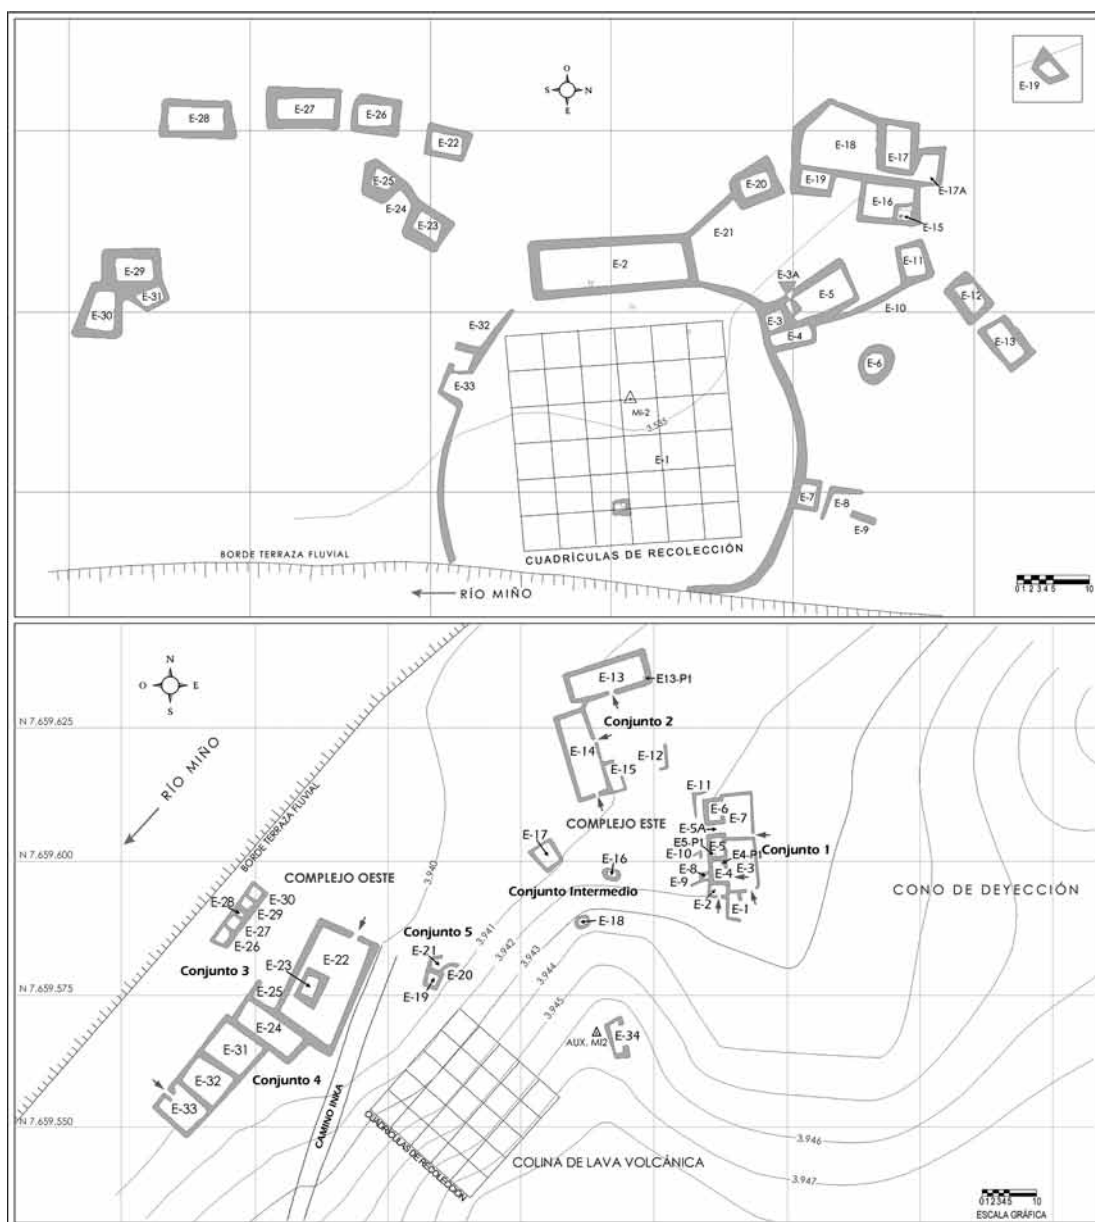 O
S N
E
E-19
E-28
E-27
E-26
E-22
E-25
E-24
E-23
E-18
E-17
E-17A
E-19
E-16
E-15
E-20
E-21
E-2
E-29
E-31
E-30
E-3A
E-5
E-11
E-10
E-3
E-4
E-12
E-13
E-6
E-32
E-33
MI-2
3.535
E-1
E-7
E-8
E-9
CUADRÍCULAS DE RECOLECCIÓN
BORDE TERRAZA FLUVIAL
RÍO MIÑO
0 1 2 3 4 5 10
N
O E
S
E-13
E13-P1
N 7.659.625
Conjunto 2
E-14
E-12
E-15
RÍO MIÑO
BORDE TERRAZA FLUVIAL
E-11
E-6
E-7
COMPLEJO ESTE
E-5A
E5-P1
E-5
E-10
E4-P1
Conjunto 1
E-17
N 7.659.600
E-16
E-8
E-4
E-3
E-9
E-2
E-1
COMPLEJO OESTE
3.940
Conjunto Intermedio
CONO DE DEYECCIÓN
E-30
E-28
E-29
E-27
E-26
E-18
Conjunto 5
3.941
3.942
3.943
3.944
3.945
E-21
E-20
E-19
Conjunto 3
E-23
E-22
E-25
N 7.659.575
E-24
E-31
AUX. MI2
E-34
Conjunto 4
E-32
E-33
CAMINO INKA
CUADRÍCULAS DE RECOLECCIÓN
N 7.659.550
3.946
COLINA DE LAVA VOLCÁNICA
3.947
0 1 2 3 4 5 10
ESCALA GRÁFICA